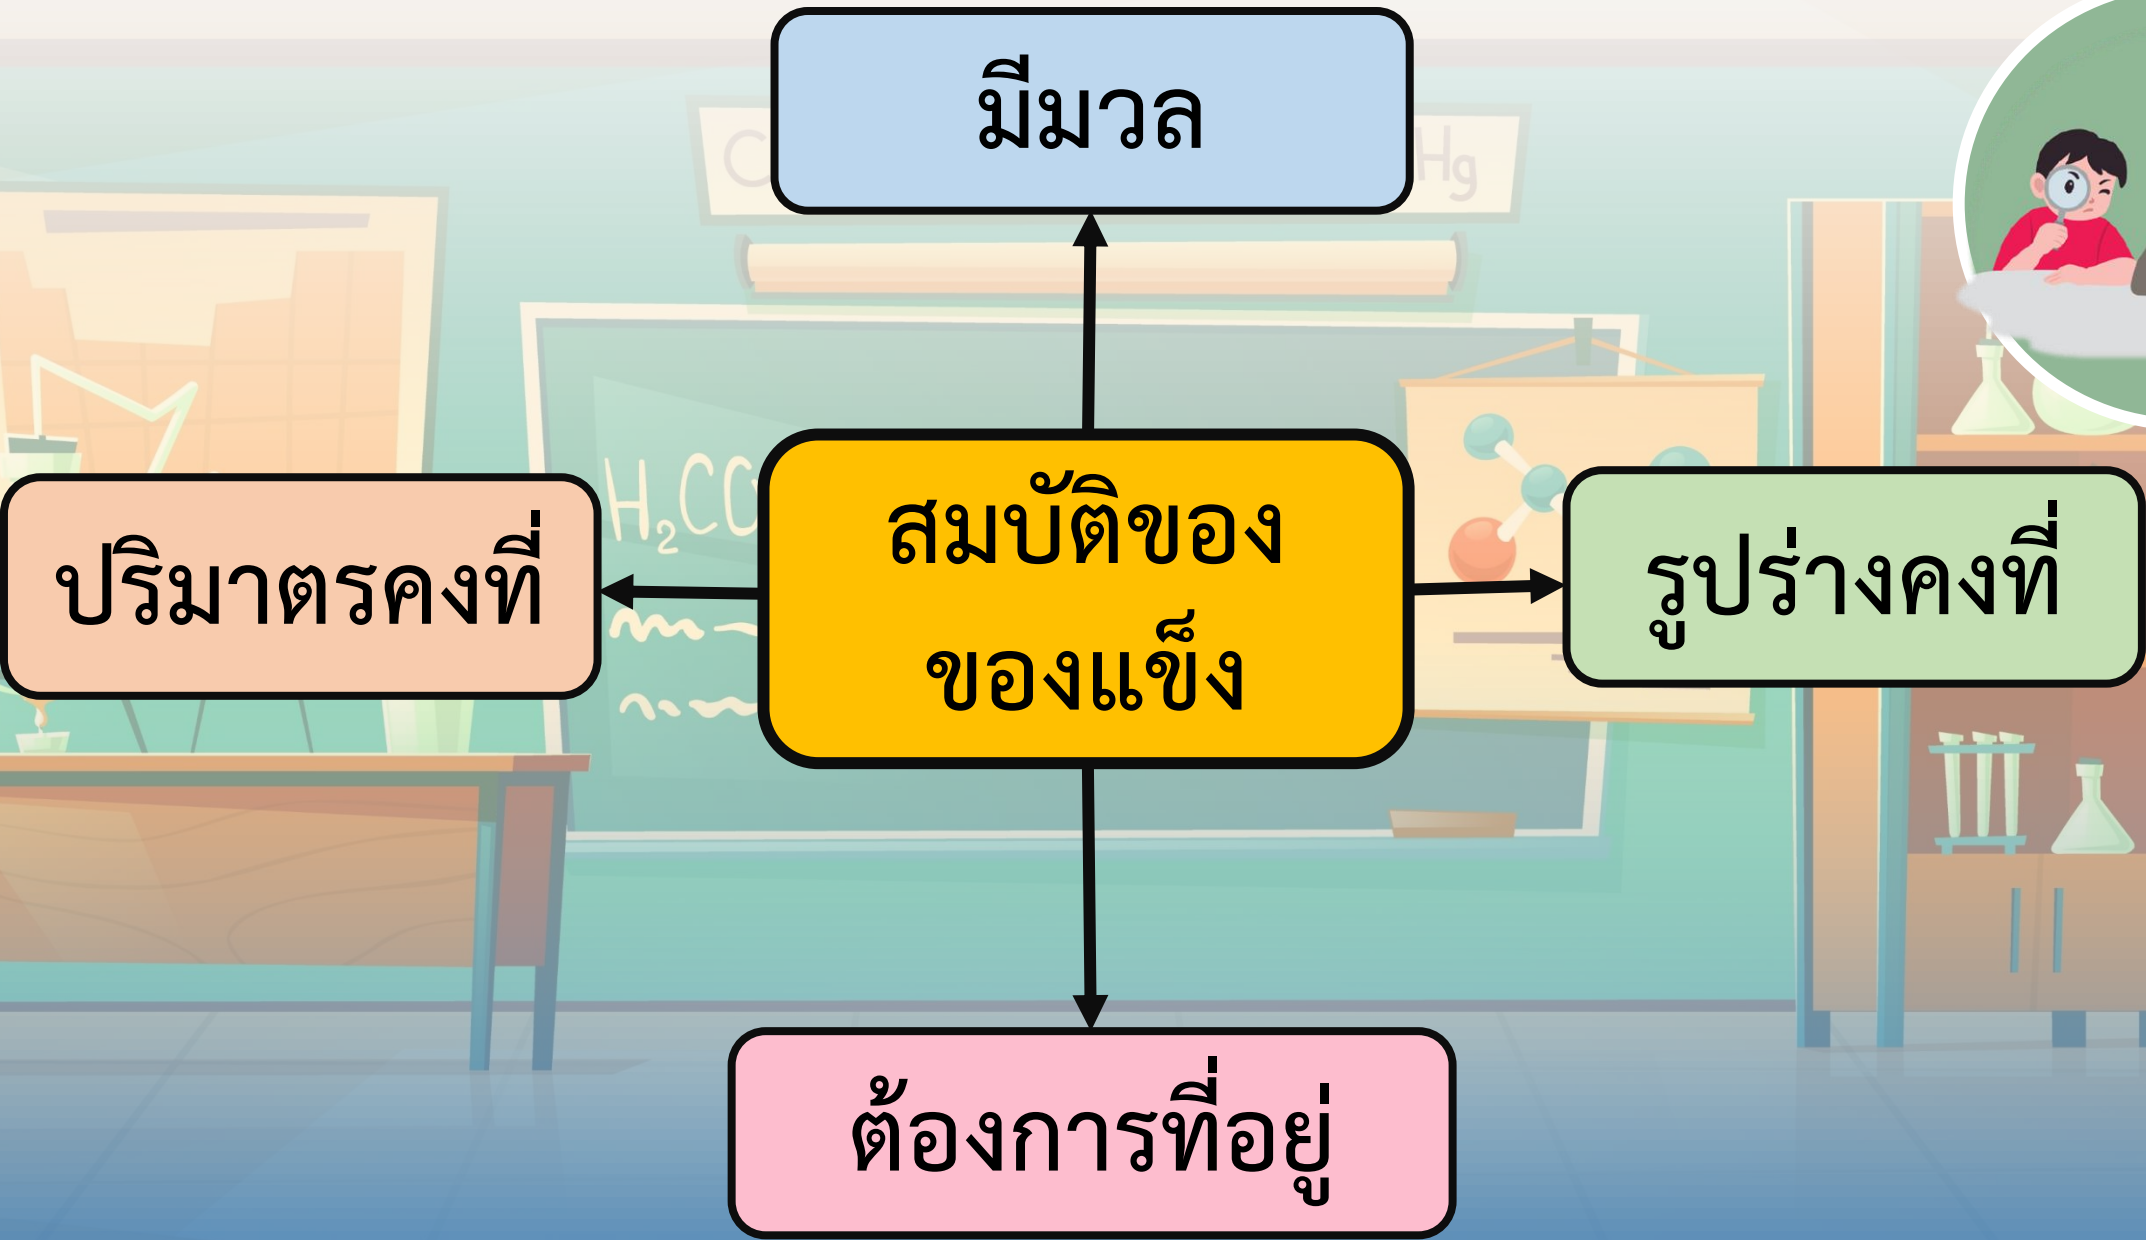 มีมวล
Hg
H₂CO
สมบัติของ
ของแข็ง
ปริมาตรคงที่
รูปร่างคงที่
ต้องการที่อยู่